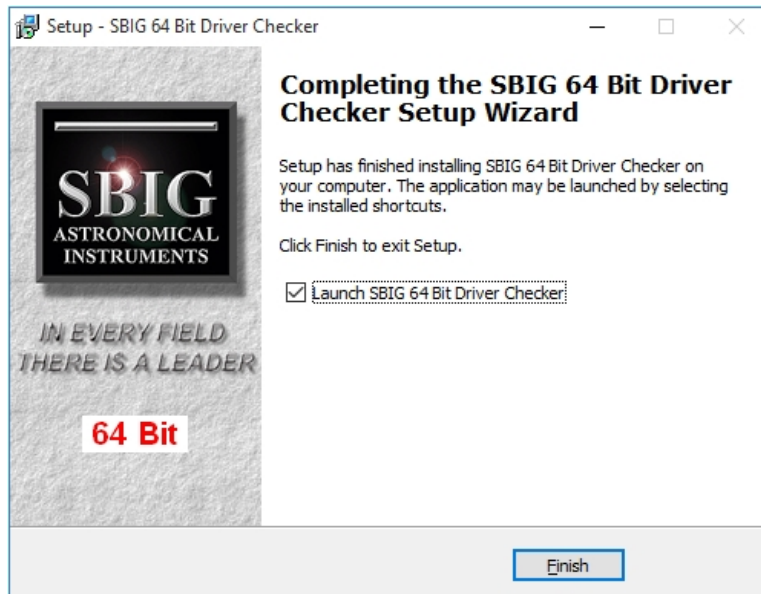 Setup - SBIG 64 Bit Driver Checker
SBIG
ASTRONOMICAL
INSTRUMENTS
IN EVERY FIELD
THERE IS A LEADER
64 Bit
Completing the SBIG 64 Bit Driver
Checker Setup Wizard
Setup has finished installing SBIG 64 Bit Driver Checker on
your computer. The application may be launched by selecting
the installed shortcuts.
Click Finish to exit Setup.
Launch SBIG 64 Bit Driver Checker
Finish